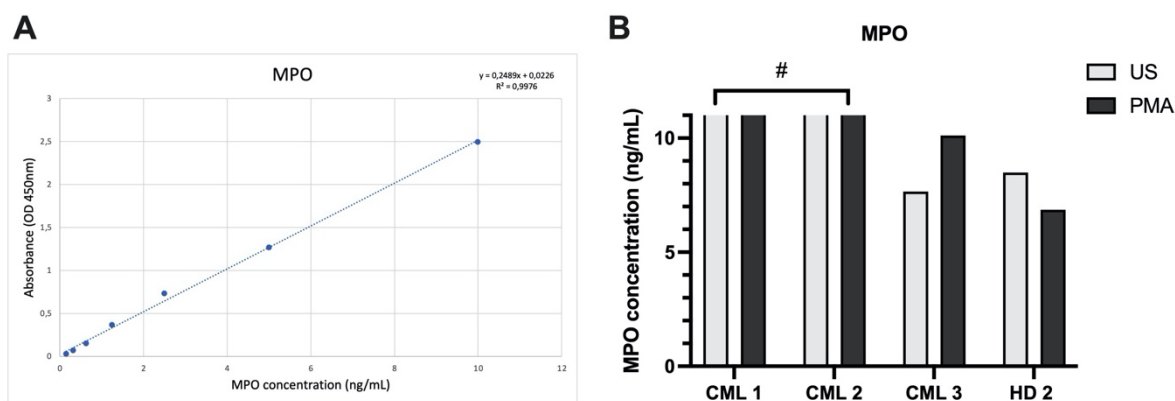 A
MPO
y = 0,2489x + 0,0226
R² = 0,9976
Absorbance (OD 450nm)
3
2,5
2
1,5
1
0,5
0
0 2 4 6 8 10 12
MPO concentration (ng/mL)
B
MPO
#
US
PMA
MPO concentration (ng/mL)
10
5
0
CML 1 CML 2 CML 3 HD 2